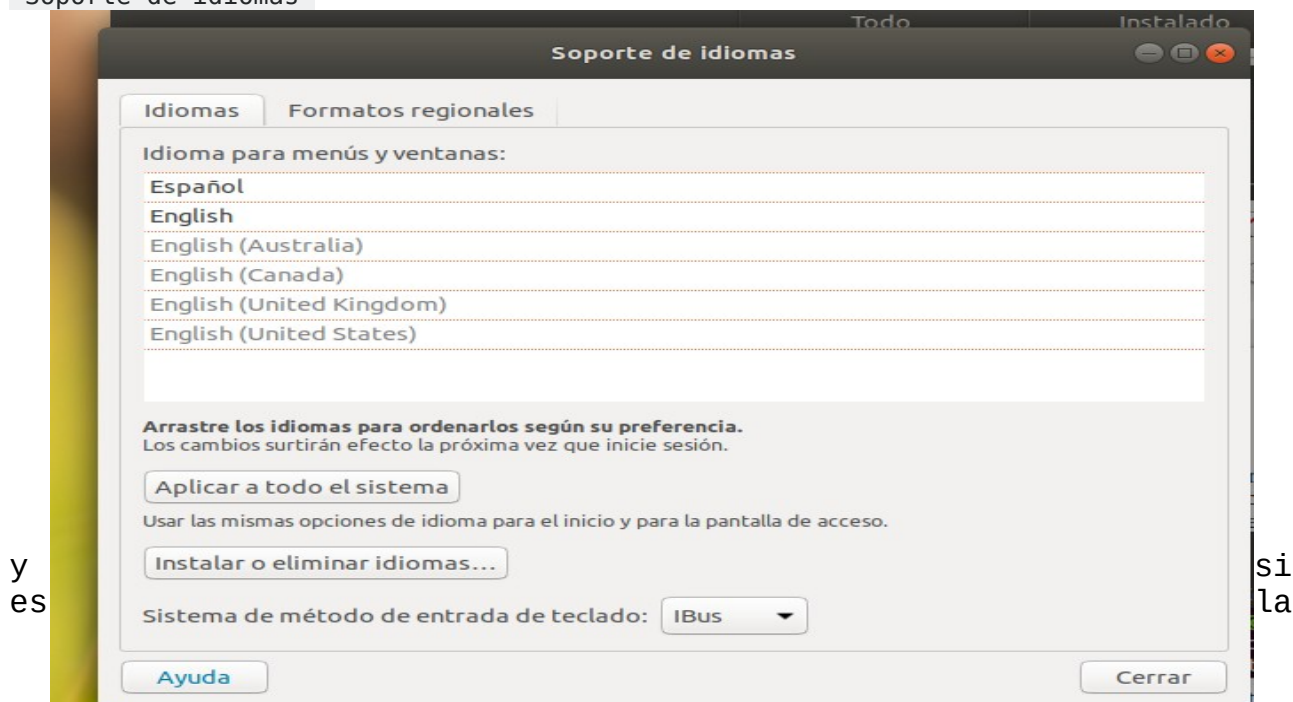 Soporte de idiomas
Todo Instalado
Soporte de idiomas
Idiomas Formatos regionales
Idioma para menús y ventanas:
Español
English
English (Australia)
English (Canada)
English (United Kingdom)
English (United States)
Arrastre los idiomas para ordenarlos según su preferencia.
Los cambios surtirán efecto la próxima vez que inicie sesión.
Aplicar a todo el sistema
Usar las mismas opciones de idioma para el inicio y para la pantalla de acceso.
y Instalar o eliminar idiomas... si
es Sistema de método de entrada de teclado: IBus la
Ayuda Cerrar